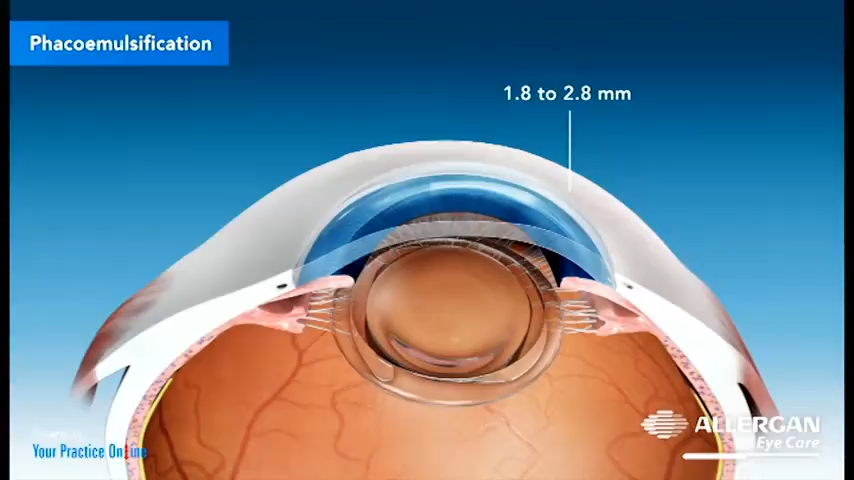 Phacoemulsification
1.8 to 2.8 mm
ALLERGAN
Eye Care
Your Practice Online